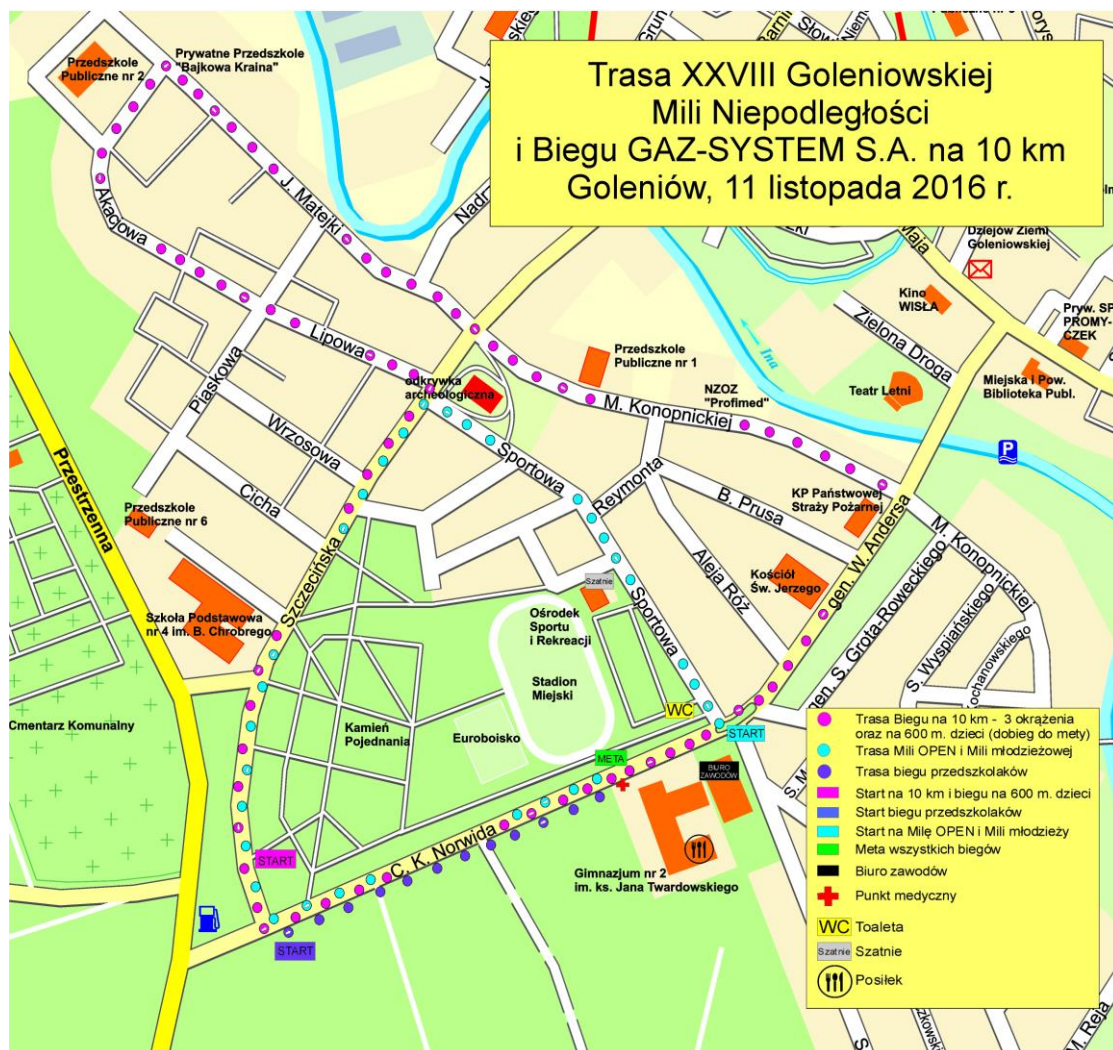 Trasa XXVIII Goleniowskiej
Mili Niepodległości
i Biegu GAZ-SYSTEM S.A. na 10 km
Goleniów, 11 listopada 2016 r.
Przedszkole
Publiczne nr 2
Prywatne Przedszkole
"Bajkowa Kraina"
J. Matejki
Akacjowa
Lipowa
Piaskowa
odkrywka
archeologiczna
Przedszkole
Publiczne nr 1
NZOZ
"Profimed"
M. Konopnickiej
Ina
Dziejów Ziemi
Goleniowskiej
Kino
WISŁA
Zielona Droga
Pryw. SP
PROMY-
CZEK
Teatr Letni
Miejska i Pow.
Biblioteka Publ.
P
Wrzosowa
Cicha
Sportowa
Reymonta
B. Prusa
Aleja Róż
KP Państwowej
Straży Pożarnej
Kościół
Św. Jerzego
gen. W. Andersa
M. Konopnickiej
gen. S. Grota-Roweckiego
S. Wyspiańskiego
Przestrzenna
Przedszkole
Publiczne nr 6
Szkoła Podstawowa
nr 4 im. B. Chrobrego
Szczecińska
Szatnie
Ośrodek
Sportu
i Rekreacji
Sportowa
Stadion
Miejski
Cmentarz Komunalny
Kamień
Pojednania
Euroboisko
WC
START
META
BIURO
ZAWODÓW
START
C. K. Norwida
Gimnazjum nr 2
im. ks. Jana Twardowskiego
START
Trasa Biegu na 10 km - 3 okrążenia
oraz na 600 m. dzieci (dobieg do mety)
Trasa Mili OPEN i Mili młodzieżowej
Trasa biegu przedszkolaków
Start na 10 km i biegu na 600 m. dzieci
Start biegu przedszkolaków
Start na Milę OPEN i Mili młodzieży
Meta wszystkich biegów
Biuro zawodów
Punkt medyczny
WC Toaleta
Szatnie Szatnie
Posiłek
M. Reja